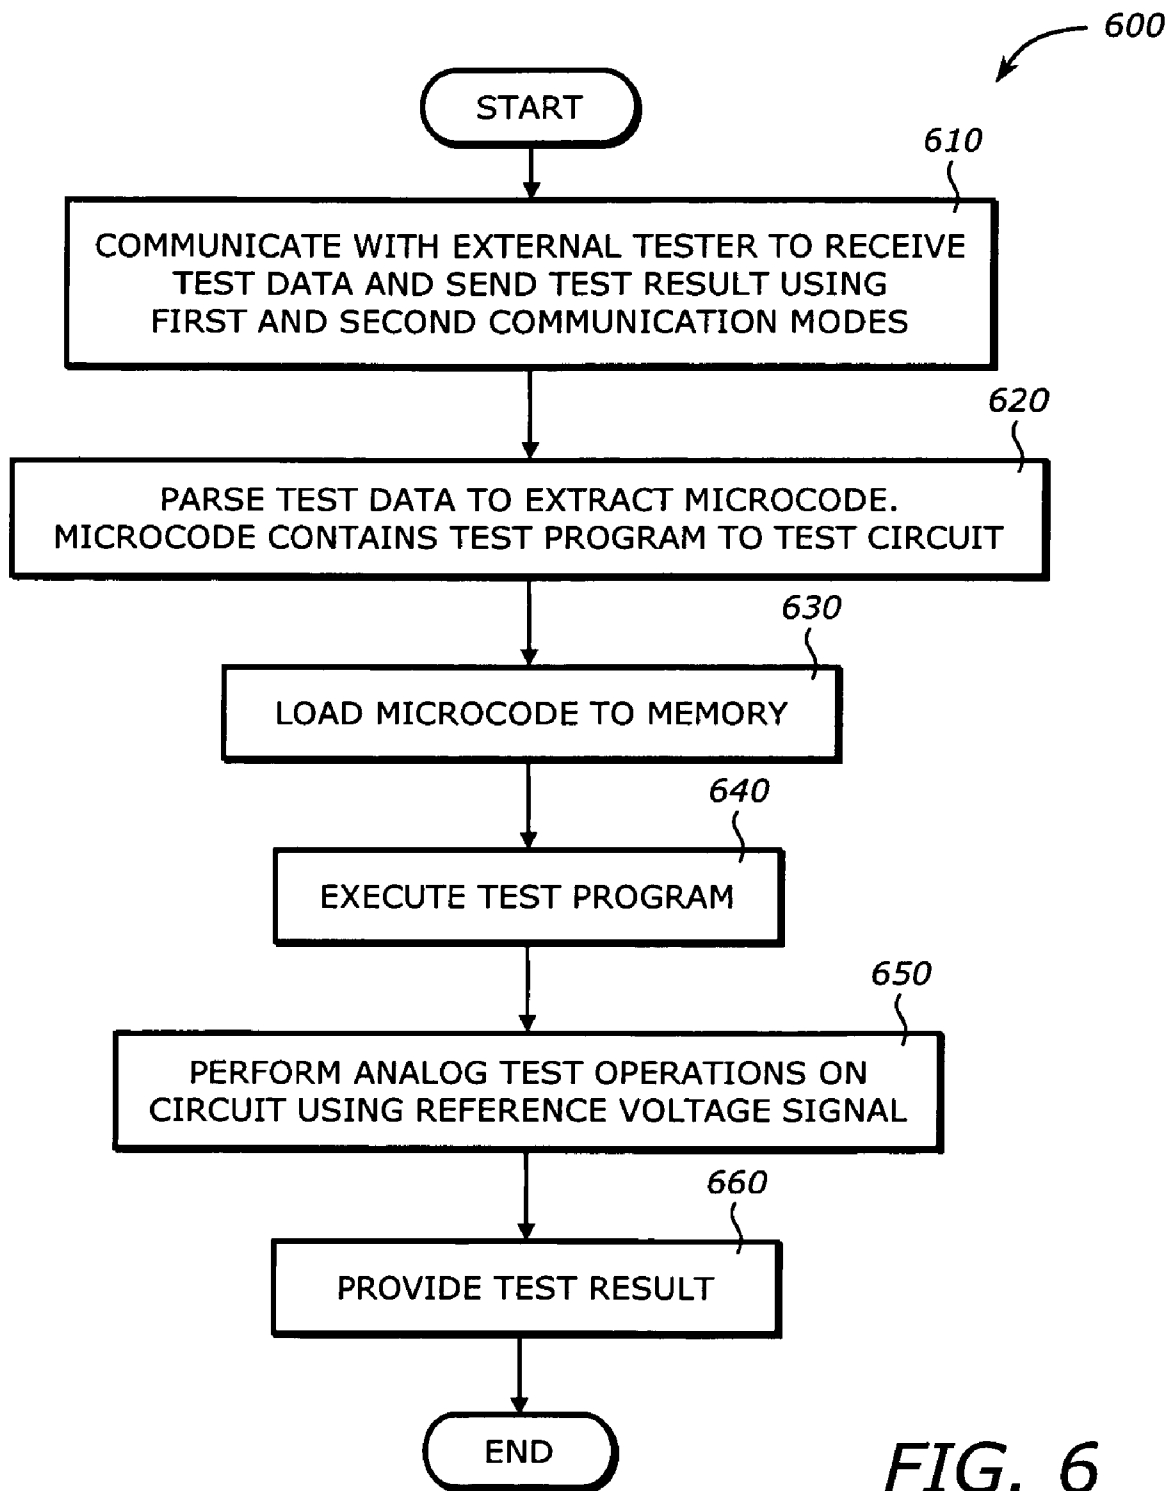 600
START
610
COMMUNICATE WITH EXTERNAL TESTER TO RECEIVE
TEST DATA AND SEND TEST RESULT USING
FIRST AND SECOND COMMUNICATION MODES
620
PARSE TEST DATA TO EXTRACT MICROCODE.
MICROCODE CONTAINS TEST PROGRAM TO TEST CIRCUIT
630
LOAD MICROCODE TO MEMORY
640
EXECUTE TEST PROGRAM
650
PERFORM ANALOG TEST OPERATIONS ON
CIRCUIT USING REFERENCE VOLTAGE SIGNAL
660
PROVIDE TEST RESULT
END
FIG. 6